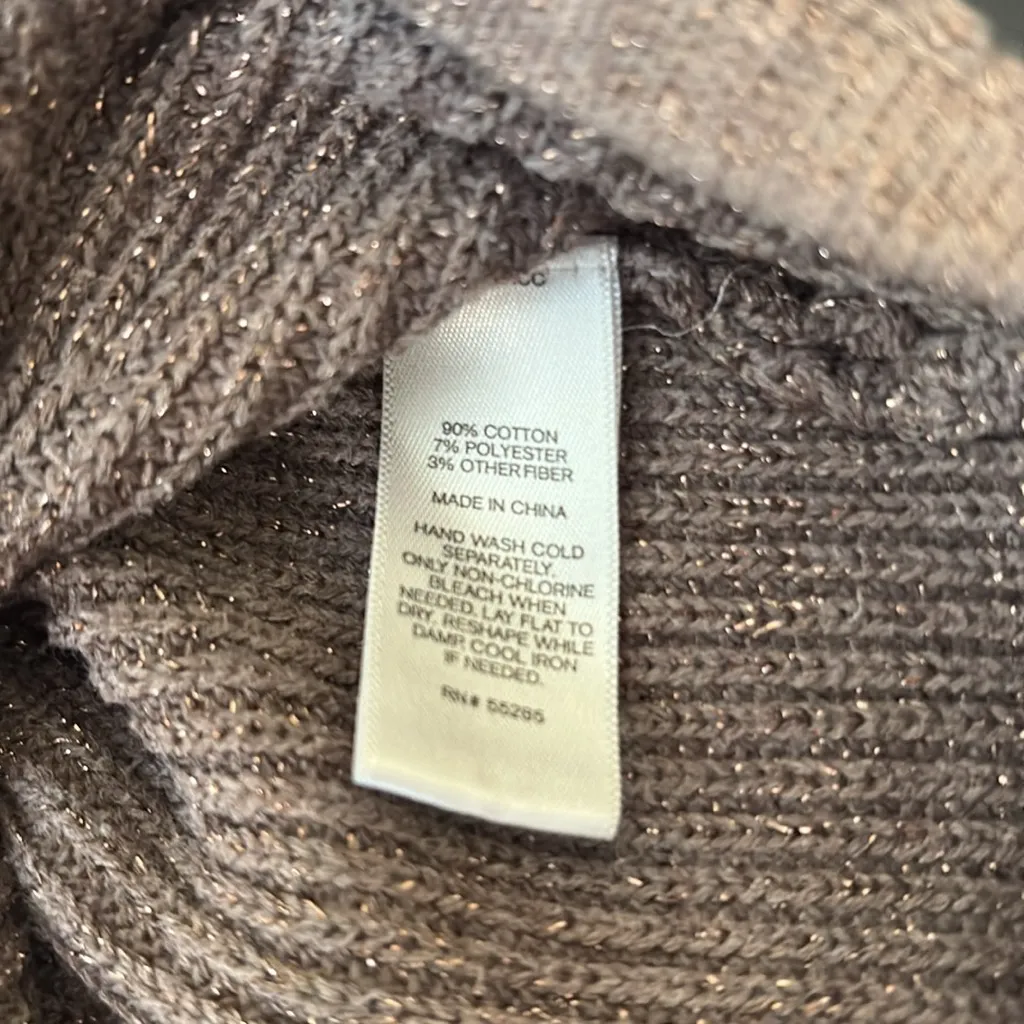 90% COTTON
7% POLYESTER
3% OTHER FIBER
MADE IN CHINA
HAND WASH COLD
SEPARATELY.
ONLY NON-CHLORINE
BLEACH WHEN
NEEDED. LAY FLAT TO
DRY. RESHAPE WHILE
DAMP. COOL IRON
IF NEEDED.
RN# 55285